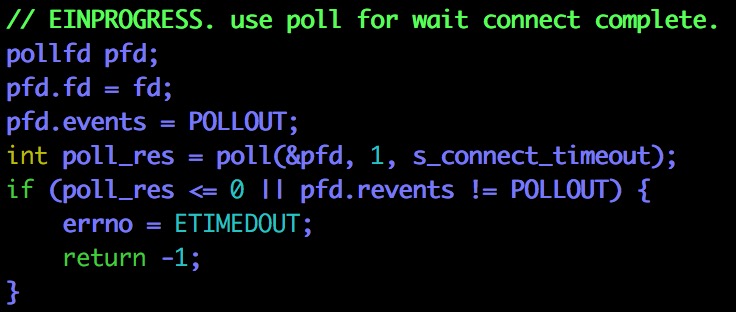 // EINPROGRESS. use poll for wait connect complete.
pollfd pfd;
pfd.fd = fd;
pfd.events = POLLOUT;
int poll_res = poll(&pfd, 1, s_connect_timeout);
if (poll_res <= 0 || pfd.revents != POLLOUT) {
    errno = ETIMEDOUT;
    return -1;
}